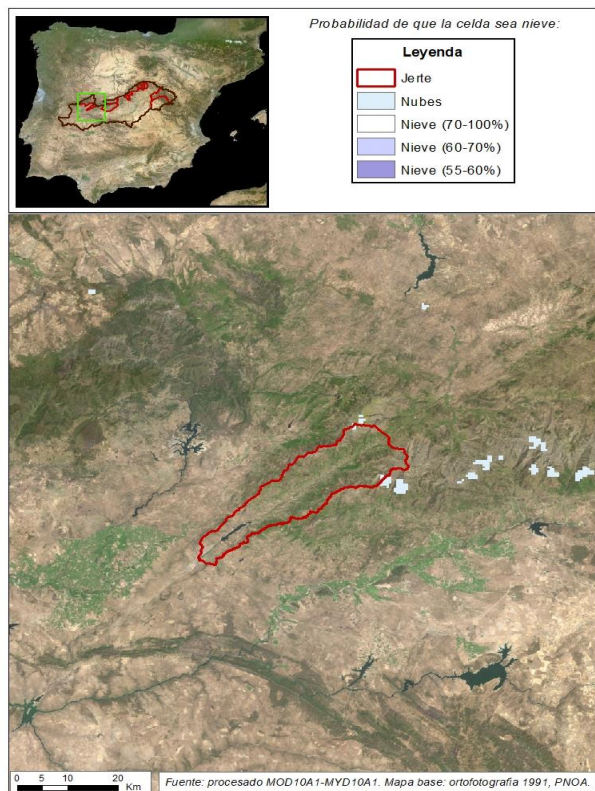 Probabilidad de que la celda sea nieve:
Leyenda
Jerte
Nubes
Nieve (70-100%)
Nieve (60-70%)
Nieve (55-60%)
0 5 10 20
Km
Fuente: procesado MOD10A1-MYD10A1. Mapa base: ortofotografia 1991, PNOA.